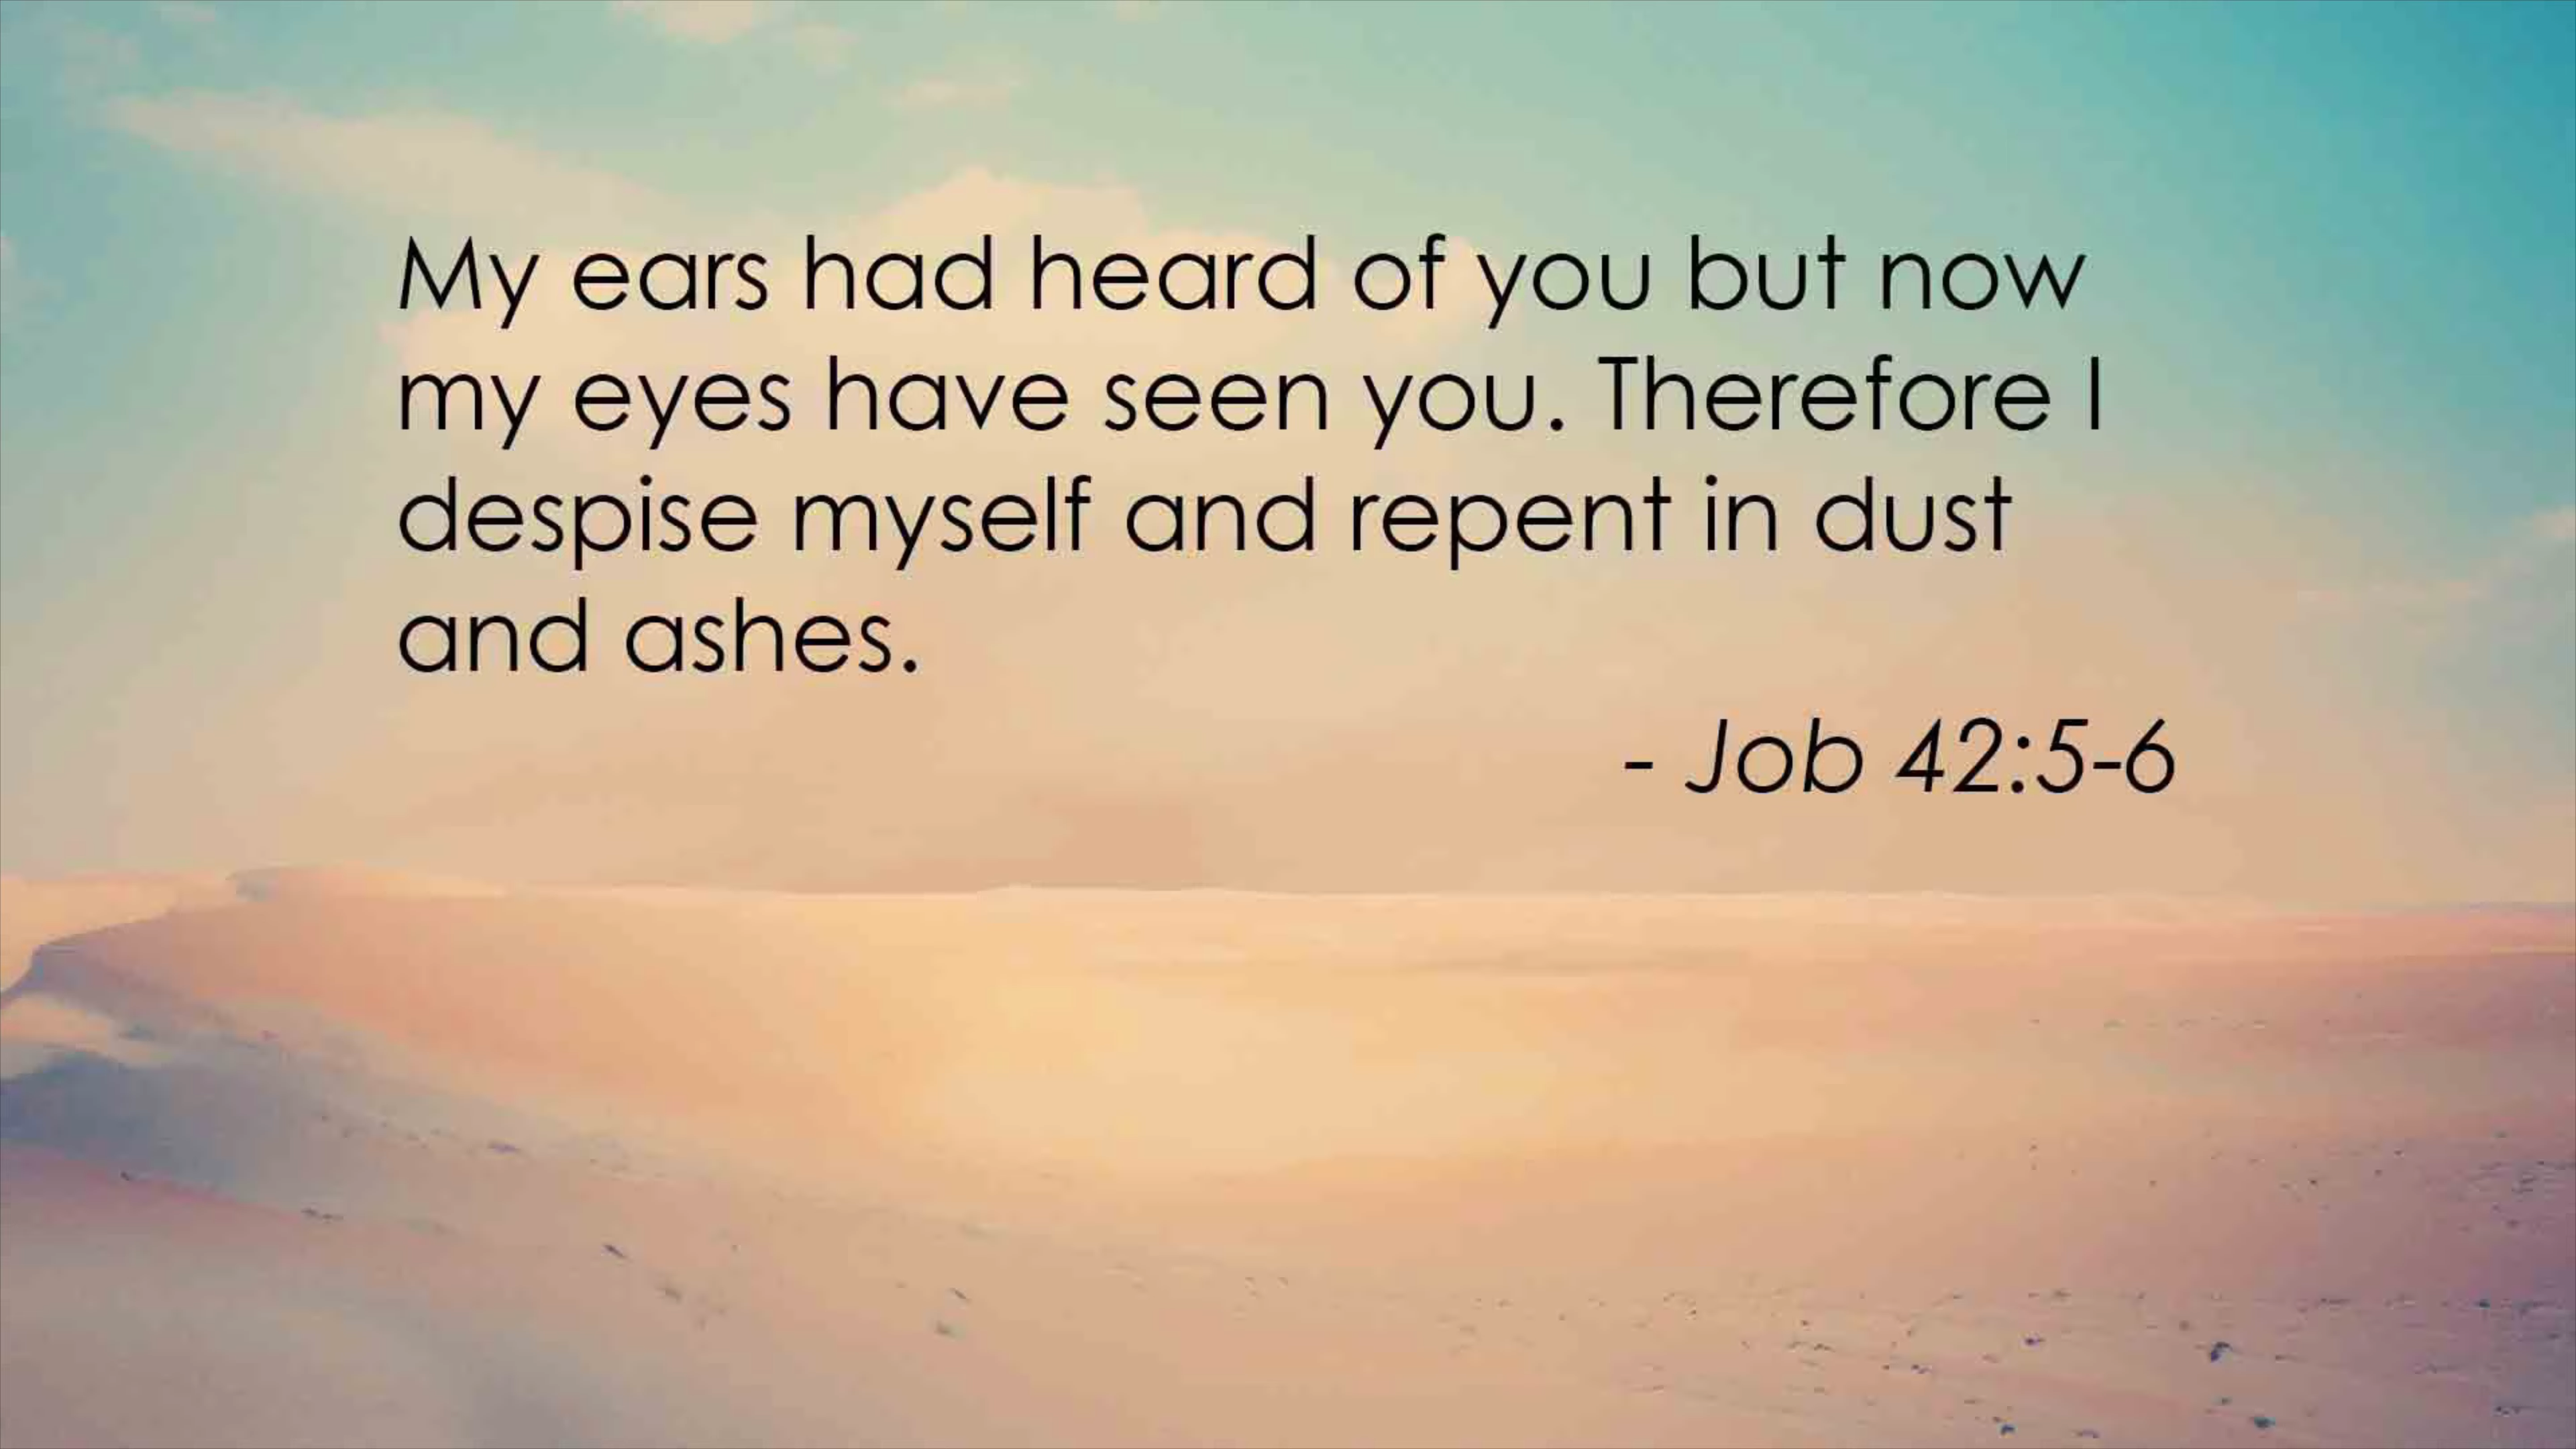 My ears had heard of you but now
my eyes have seen you. Therefore I
despise myself and repent in dust
and ashes.
- Job 42:5-6